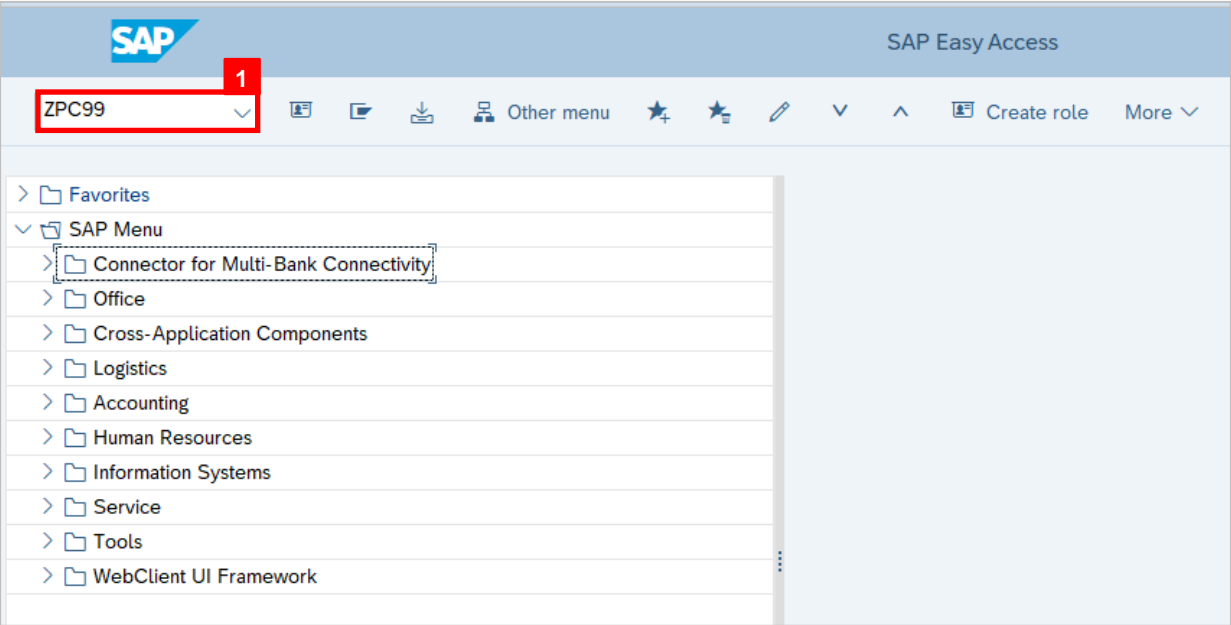 SAP
SAP Easy Access
1
ZPC99
Other menu
Create role
More
Favorites
SAP Menu
Connector for Multi-Bank Connectivity
Office
Cross-Application Components
Logistics
Accounting
Human Resources
Information Systems
Service
Tools
WebClient UI Framework